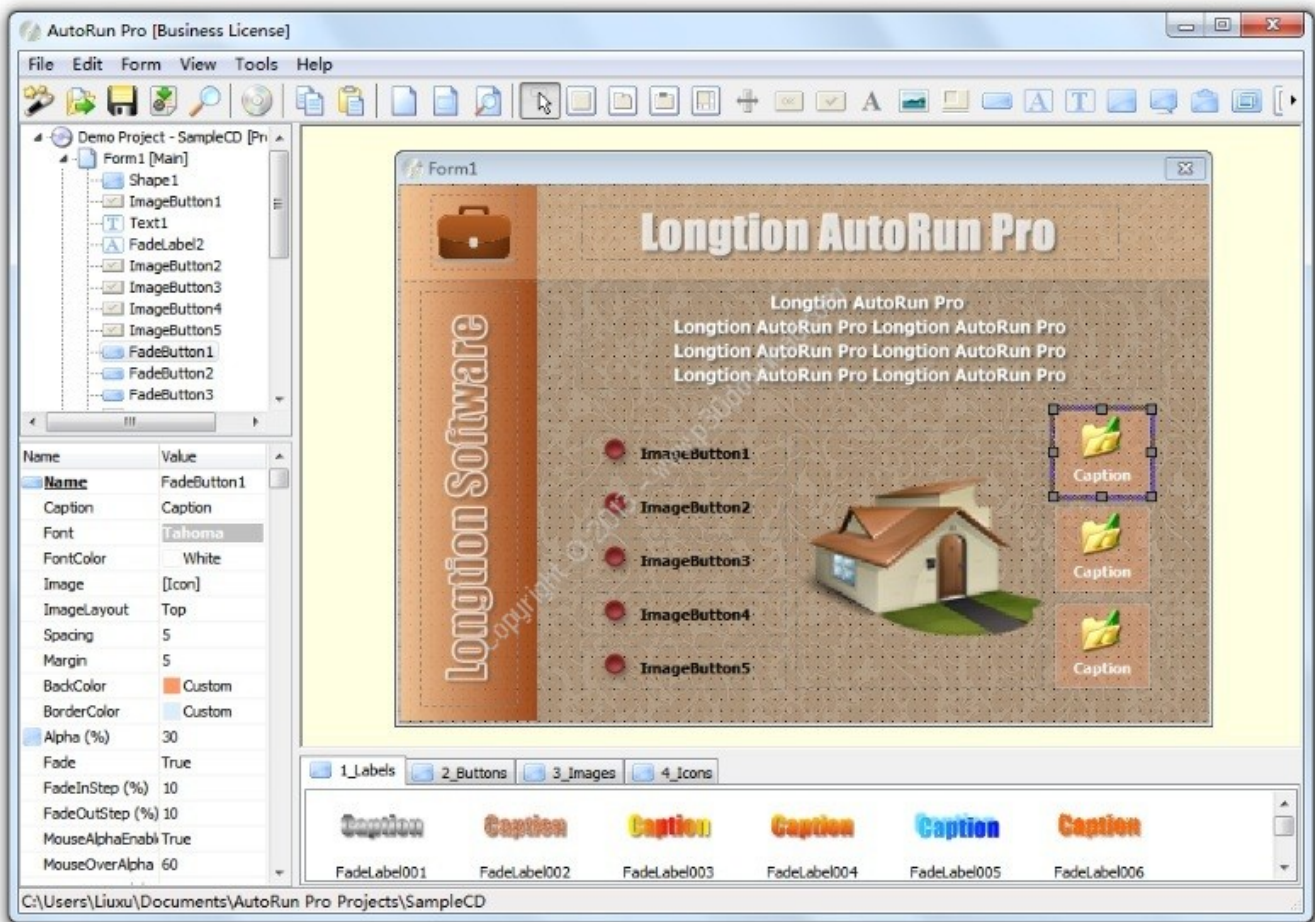 AutoRun Pro [Business License]
File Edit Form View Tools Help
Demo Project - SampleCD [Pr
Form1 [Main]
Shape1
ImageButton1
Text1
FadeLabel2
ImageButton2
ImageButton3
ImageButton4
ImageButton5
FadeButton1
FadeButton2
FadeButton3
Name Value
Name FadeButton1
Caption Caption
Font Tahoma
FontColor White
Image [Icon]
ImageLayout Top
Spacing 5
Margin 5
BackColor Custom
BorderColor Custom
Alpha (%) 30
Fade True
FadeInStep (%) 10
FadeOutStep (%) 10
MouseAlphaEnabl True
MouseOverAlpha 60
Form1
Longtion AutoRun Pro
Longtion Software
Longtion AutoRun Pro
Longtion AutoRun Pro Longtion AutoRun Pro
Longtion AutoRun Pro Longtion AutoRun Pro
Longtion AutoRun Pro Longtion AutoRun Pro
ImageButton1
ImageButton2
ImageButton3
ImageButton4
ImageButton5
Caption
Caption
Caption
Copyright © 2013
1_Labels 2_Buttons 3_Images 4_Icons
Caption Caption Caption Caption Caption Caption
FadeLabel001 FadeLabel002 FadeLabel003 FadeLabel004 FadeLabel005 FadeLabel006
C:\Users\Liuxu\Documents\AutoRun Pro Projects\SampleCD